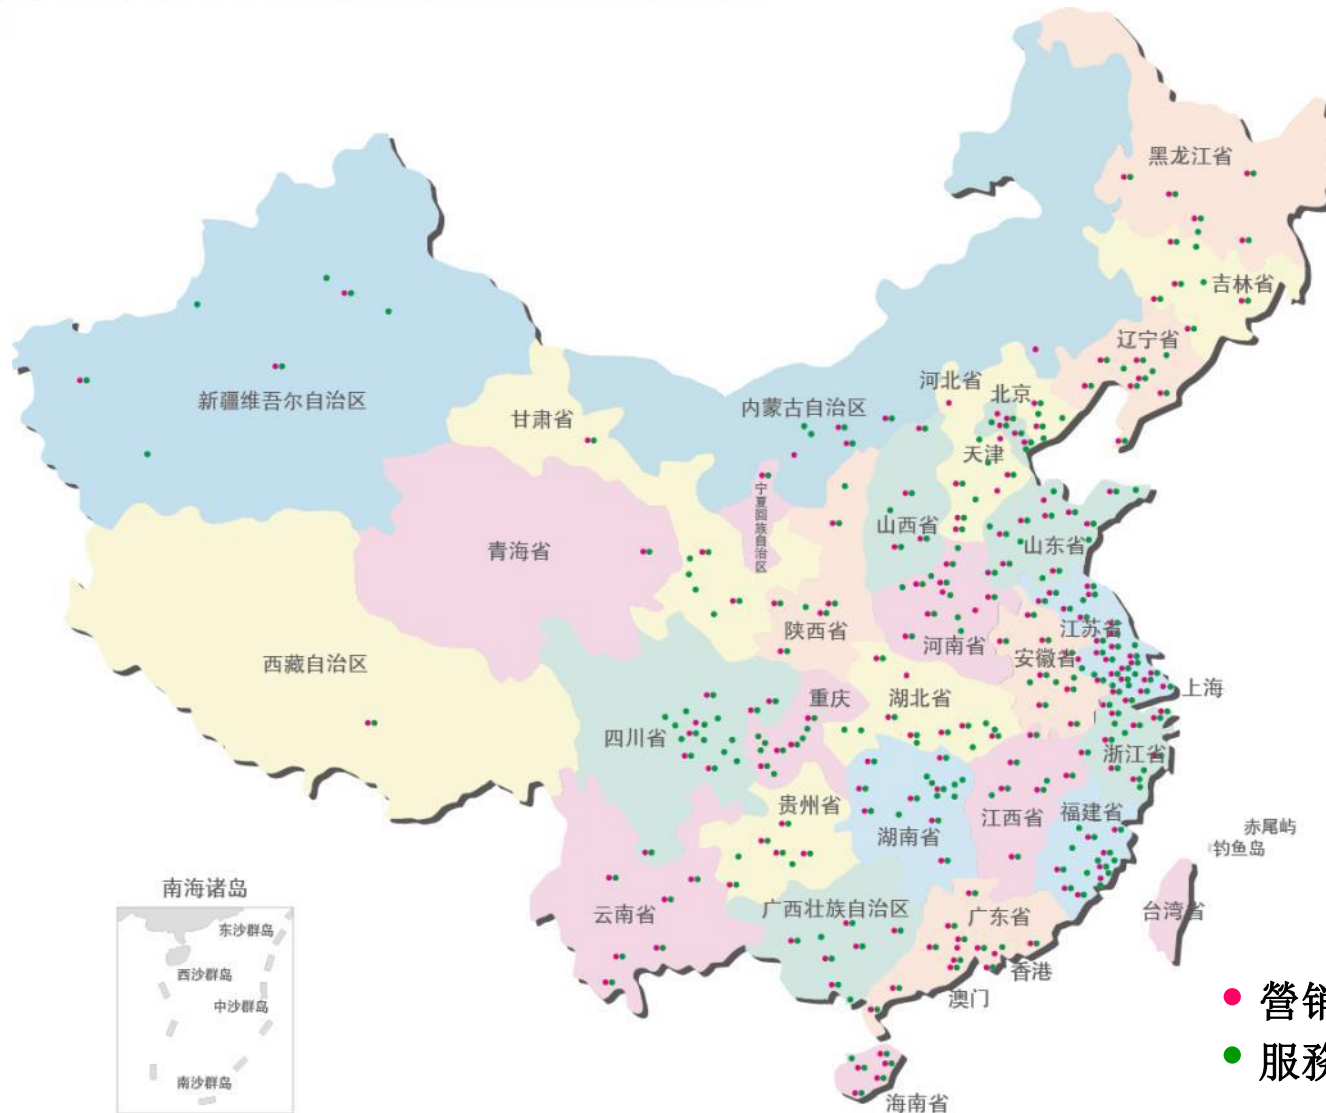 黑龙江省
吉林省
辽宁省
河北省
北京
内蒙古自治区
新疆维吾尔自治区
甘肃省
天津
宁夏回族自治区
山西省
山东省
青海省
陕西省
河南省
江苏省
安徽省
西藏自治区
上海
重庆
湖北省
四川省
浙江省
贵州省
江西省
福建省
湖南省
赤尾屿
钓鱼岛
南海诸岛
云南省
广西壮族自治区
广东省
台湾省
东沙群岛
西沙群岛
香港
中沙群岛
澳门
營销
服務
南沙群岛
海南省